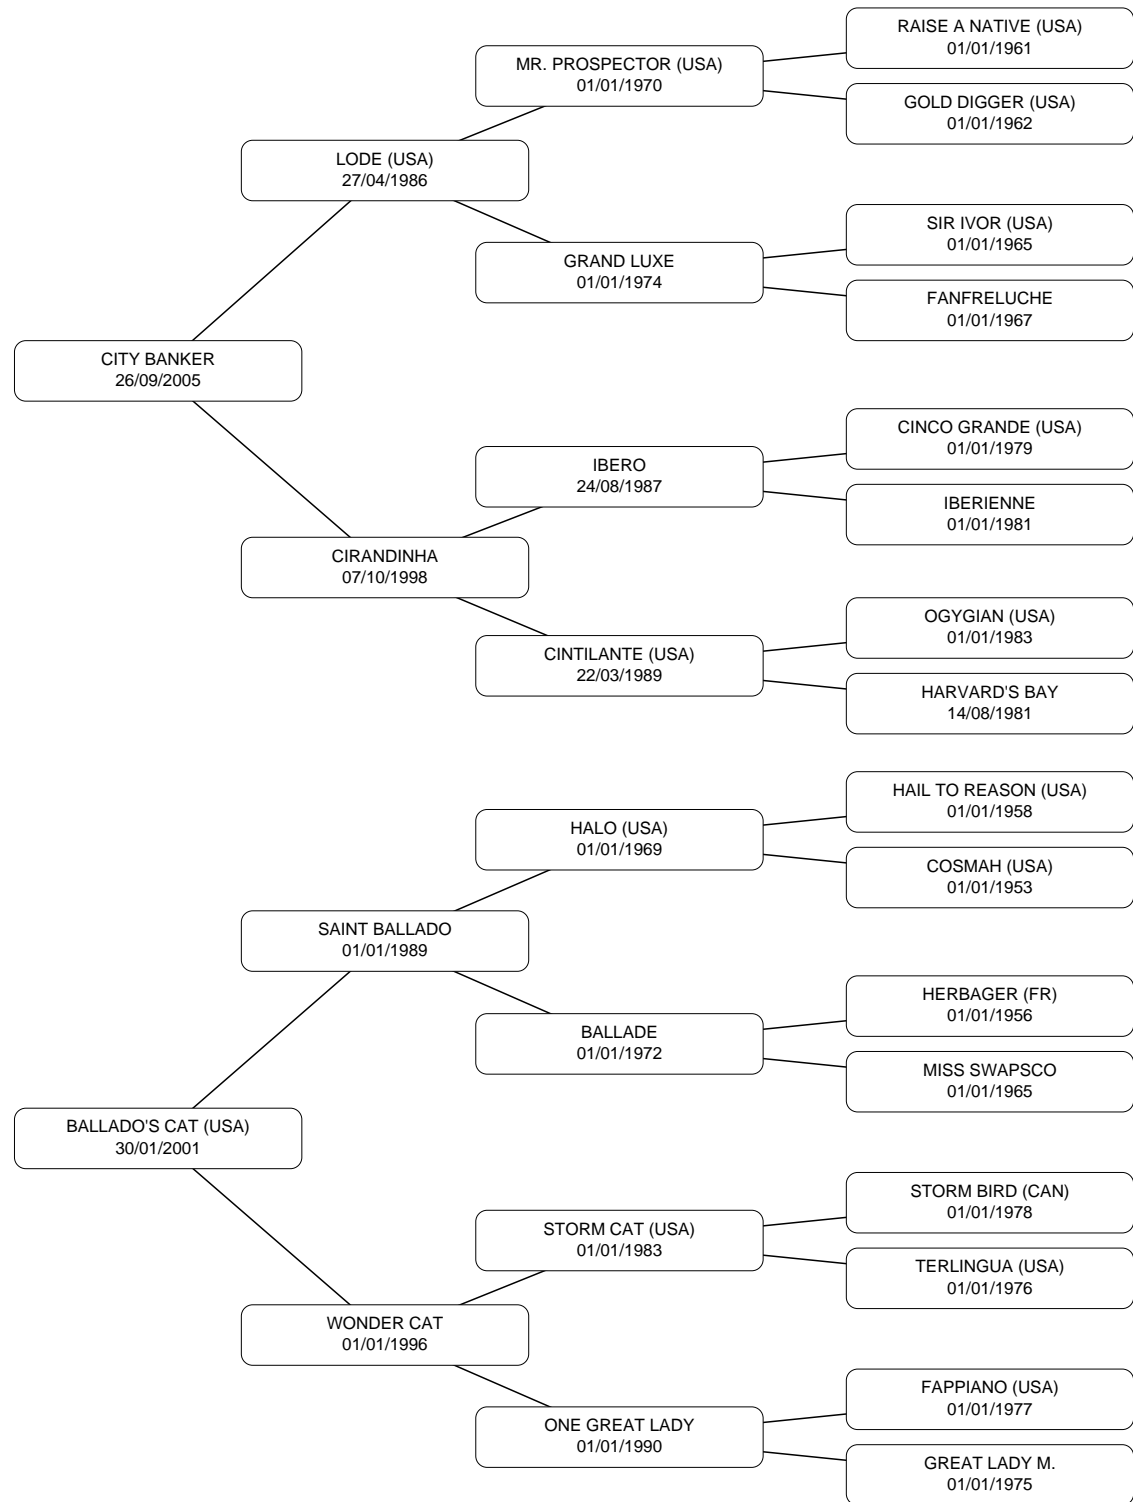 RAISE A NATIVE (USA)
01/01/1961
MR. PROSPECTOR (USA)
01/01/1970
GOLD DIGGER (USA)
01/01/1962
LODE (USA)
27/04/1986
SIR IVOR (USA)
01/01/1965
GRAND LUXE
01/01/1974
FANFRELUCHE
01/01/1967
CITY BANKER
26/09/2005
CINCO GRANDE (USA)
01/01/1979
IBERO
24/08/1987
IBERIENNE
01/01/1981
CIRANDINHA
07/10/1998
OGYGIAN (USA)
01/01/1983
CINTILANTE (USA)
22/03/1989
HARVARD'S BAY
14/08/1981
HAIL TO REASON (USA)
01/01/1958
HALO (USA)
01/01/1969
COSMAH (USA)
01/01/1953
SAINT BALLADO
01/01/1989
HERBAGER (FR)
01/01/1956
BALLADE
01/01/1972
MISS SWAPSCO
01/01/1965
BALLADO'S CAT (USA)
30/01/2001
STORM BIRD (CAN)
01/01/1978
STORM CAT (USA)
01/01/1983
TERLINGUA (USA)
01/01/1976
WONDER CAT
01/01/1996
FAPPIANO (USA)
01/01/1977
ONE GREAT LADY
01/01/1990
GREAT LADY M.
01/01/1975